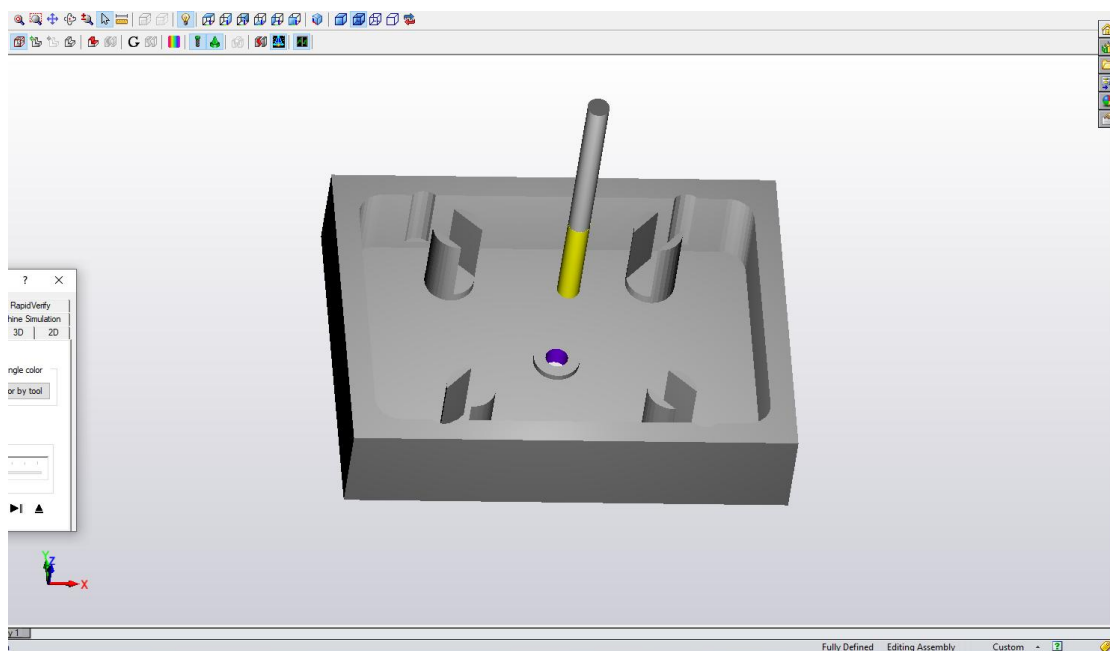 G
?
RapidVerify
hine Simulation
3D 2D
ngle color
or by tool
Y
Z
X
y 1
Fully Defined Editing Assembly Custom ?